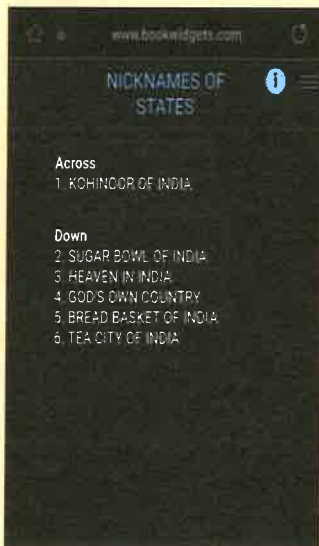 www.bookwidgets.com
NICKNAMES OF
STATES
i
Across
1. KOHINOOR OF INDIA
Down
2. SUGAR BOWL OF INDIA
3. HEAVEN IN INDIA
4. GOD'S OWN COUNTRY
5. BREAD BASKET OF INDIA
6. TEA CITY OF INDIA